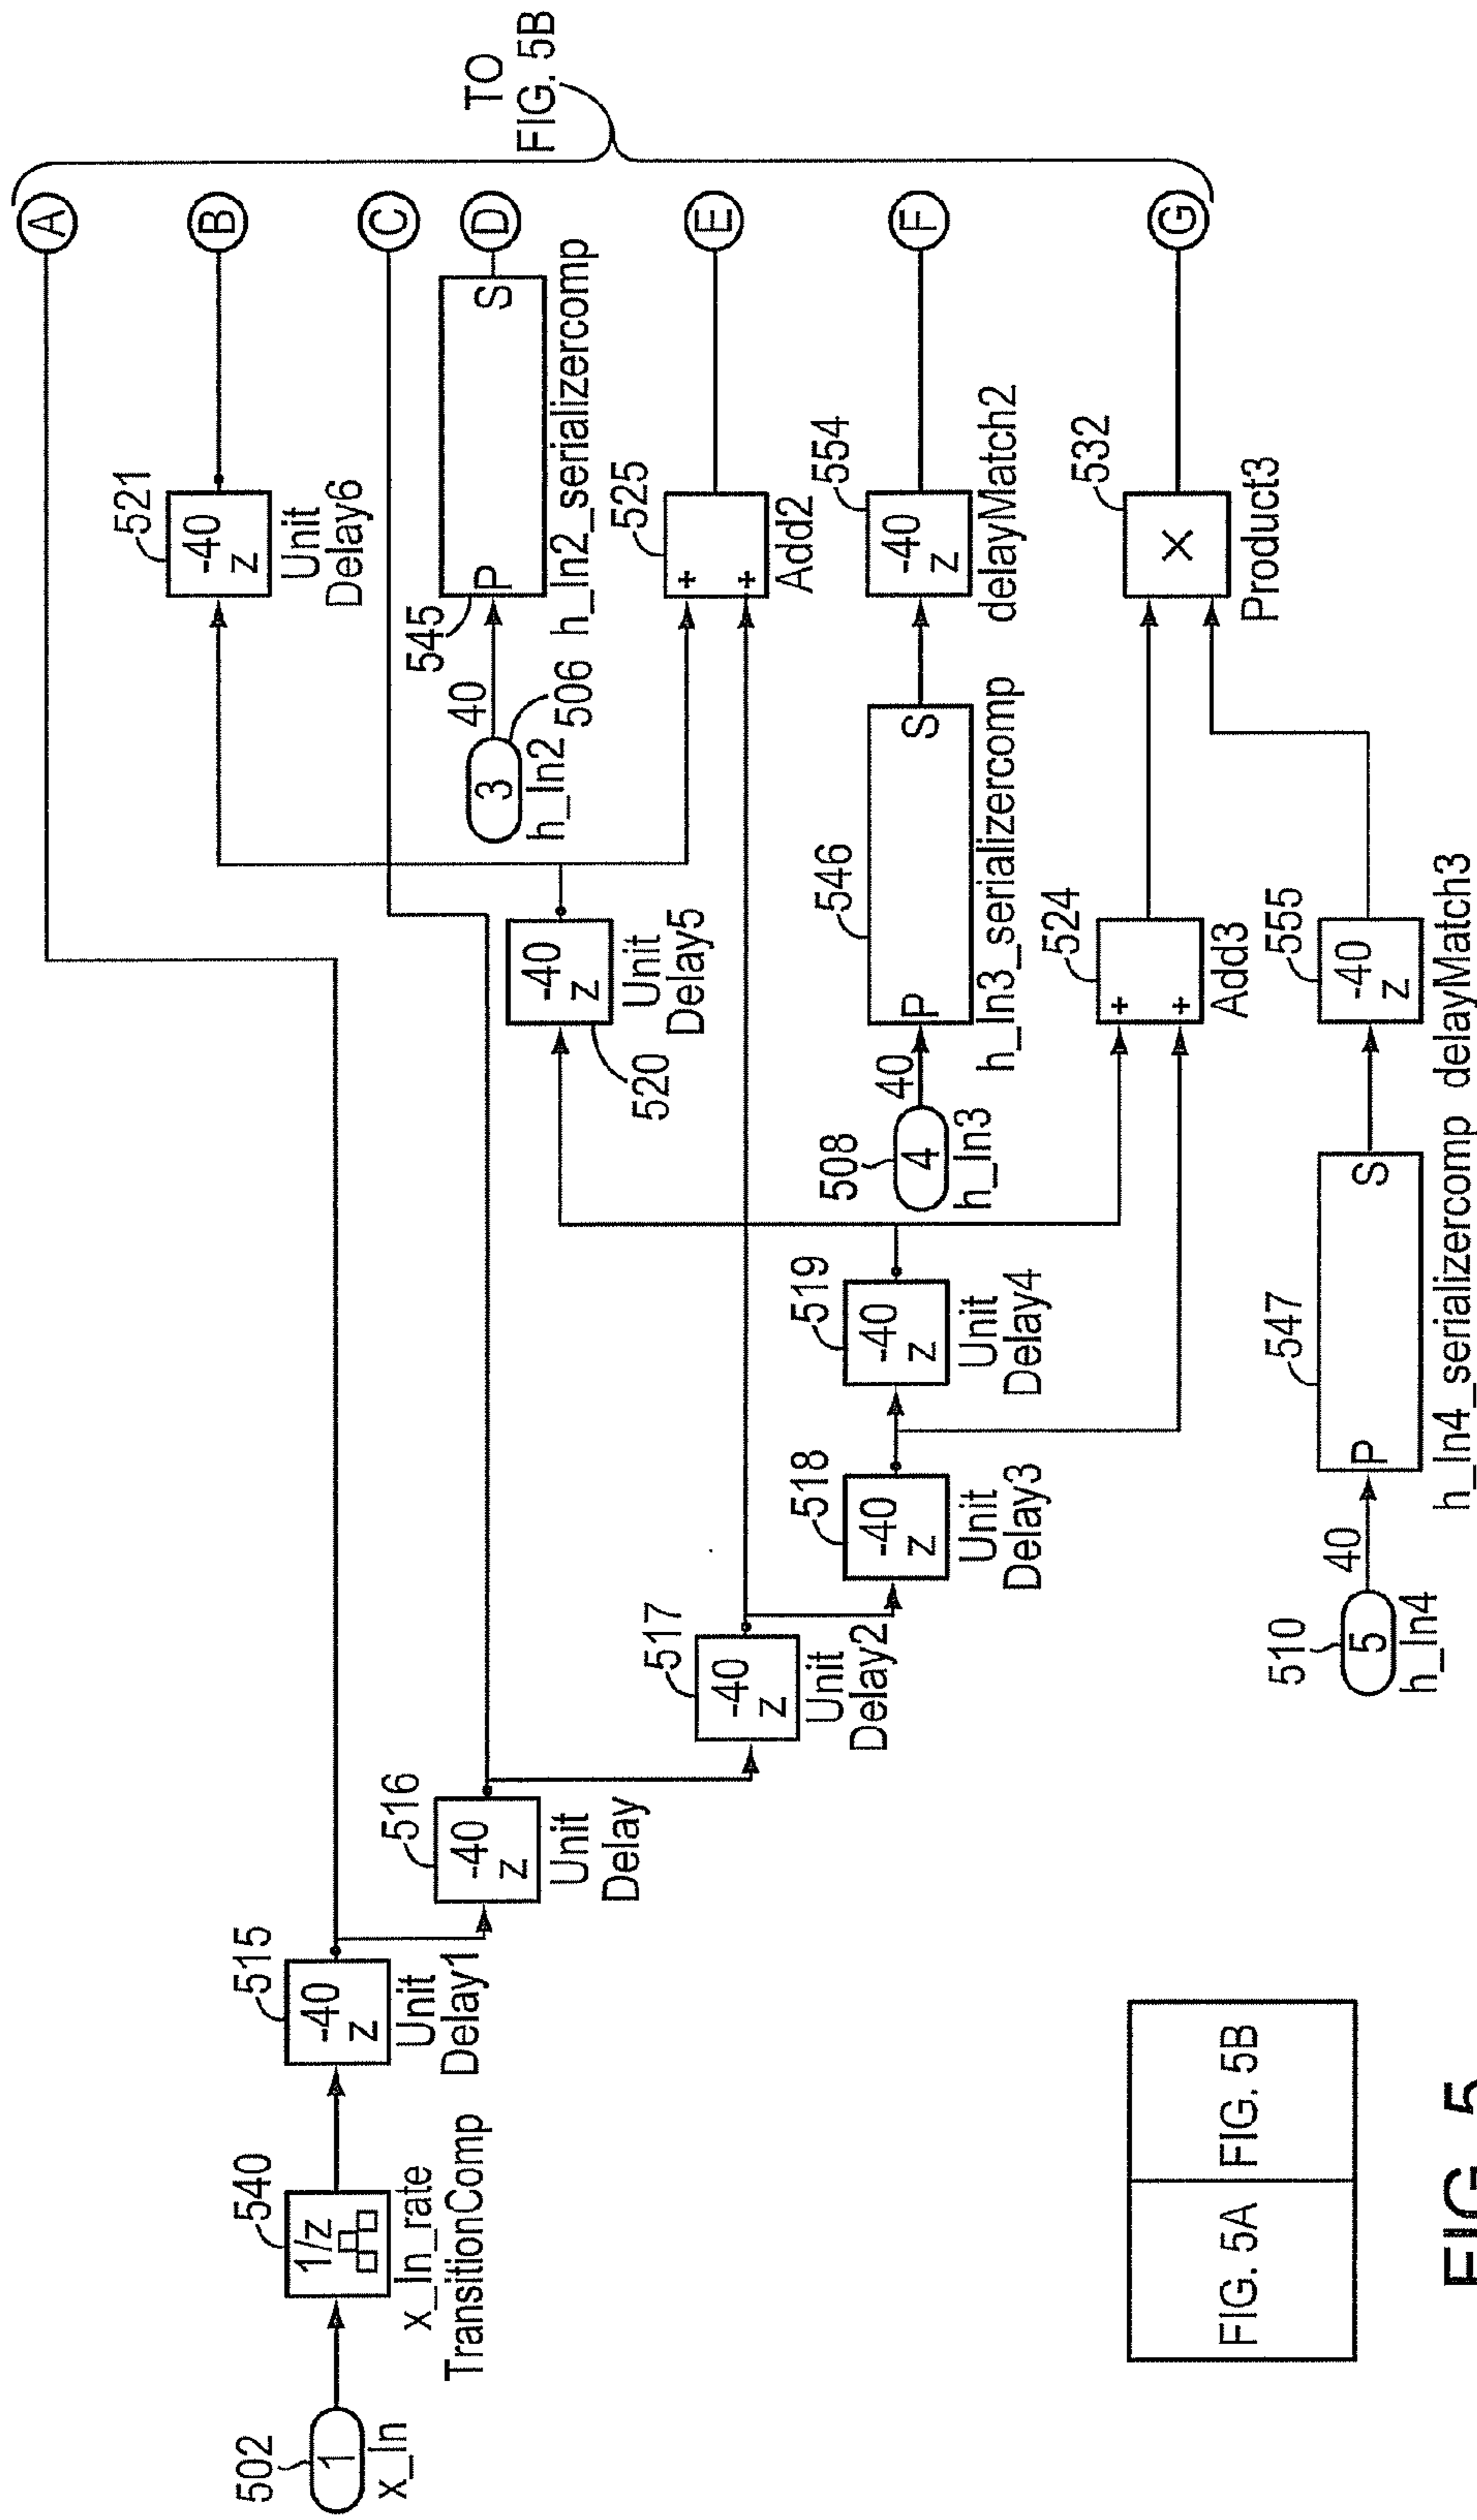 TO
FIG. 5B
A
B
C
D
E
F
G
521
-40
z
Unit
Delay6
545
P
S
h_In2_serializercomp
40
3
506
h_In2
525
+
+
Add2
554
-40
z
delayMatch2
532
X
Product3
520
-40
z
Unit
Delay5
546
P
S
h_In3_serializercomp
40
508
4
h_In3
524
+
+
Add3
555
-40
z
delayMatch3
519
-40
z
Unit
Delay4
518
-40
z
Unit
Delay3
547
P
S
h_In4_serializercomp
40
510
5
h_In4
517
-40
z
Unit
Delay2
516
-40
z
Unit
Delay
515
-40
z
Unit
Delay1
540
1/z
x_In_rate
TransitionComp
502
1
x_In
FIG. 5A
FIG. 5B
FIG. 5